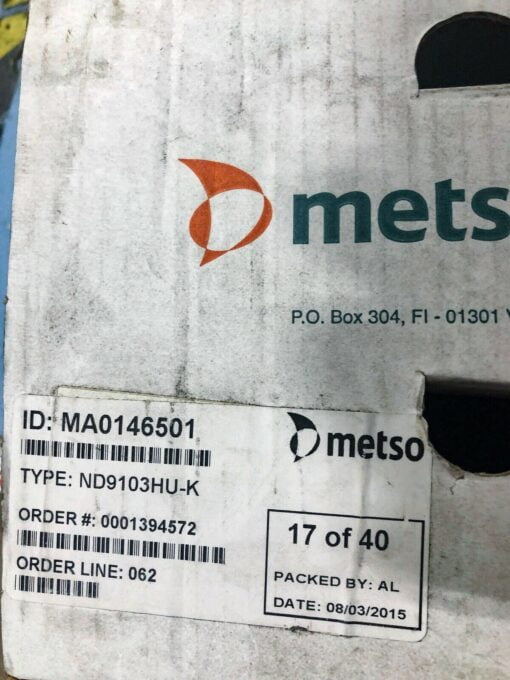 mets
P.O. Box 304, FI - 01301
ID: MA0146501
metso
TYPE: ND9103HU-K
ORDER #: 0001394572
17 of 40
ORDER LINE: 062
PACKED BY: AL
DATE: 08/03/2015